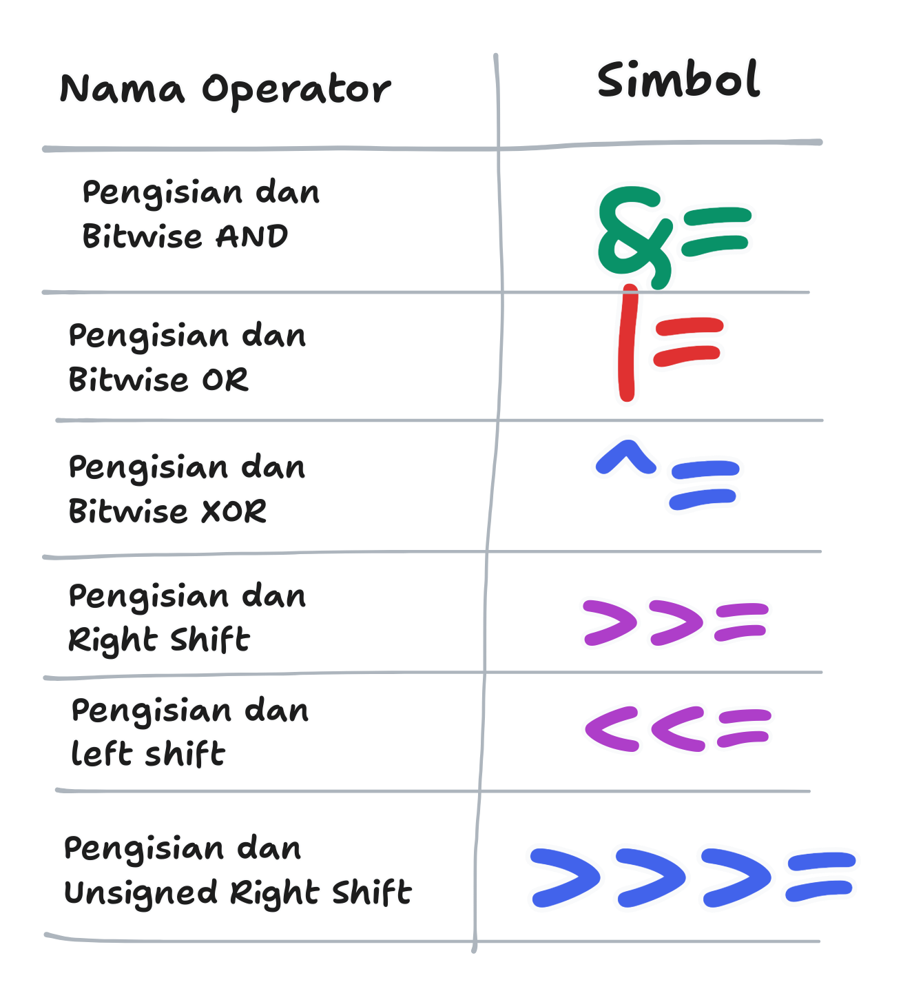 Nama Operator
Simbol
Pengisian dan
Bitwise AND
&=
Pengisian dan
Bitwise OR
|=
Pengisian dan
Bitwise XOR
^=
Pengisian dan
Right Shift
>>=
Pengisian dan
left shift
<<=
Pengisian dan
Unsigned Right Shift
>>>=